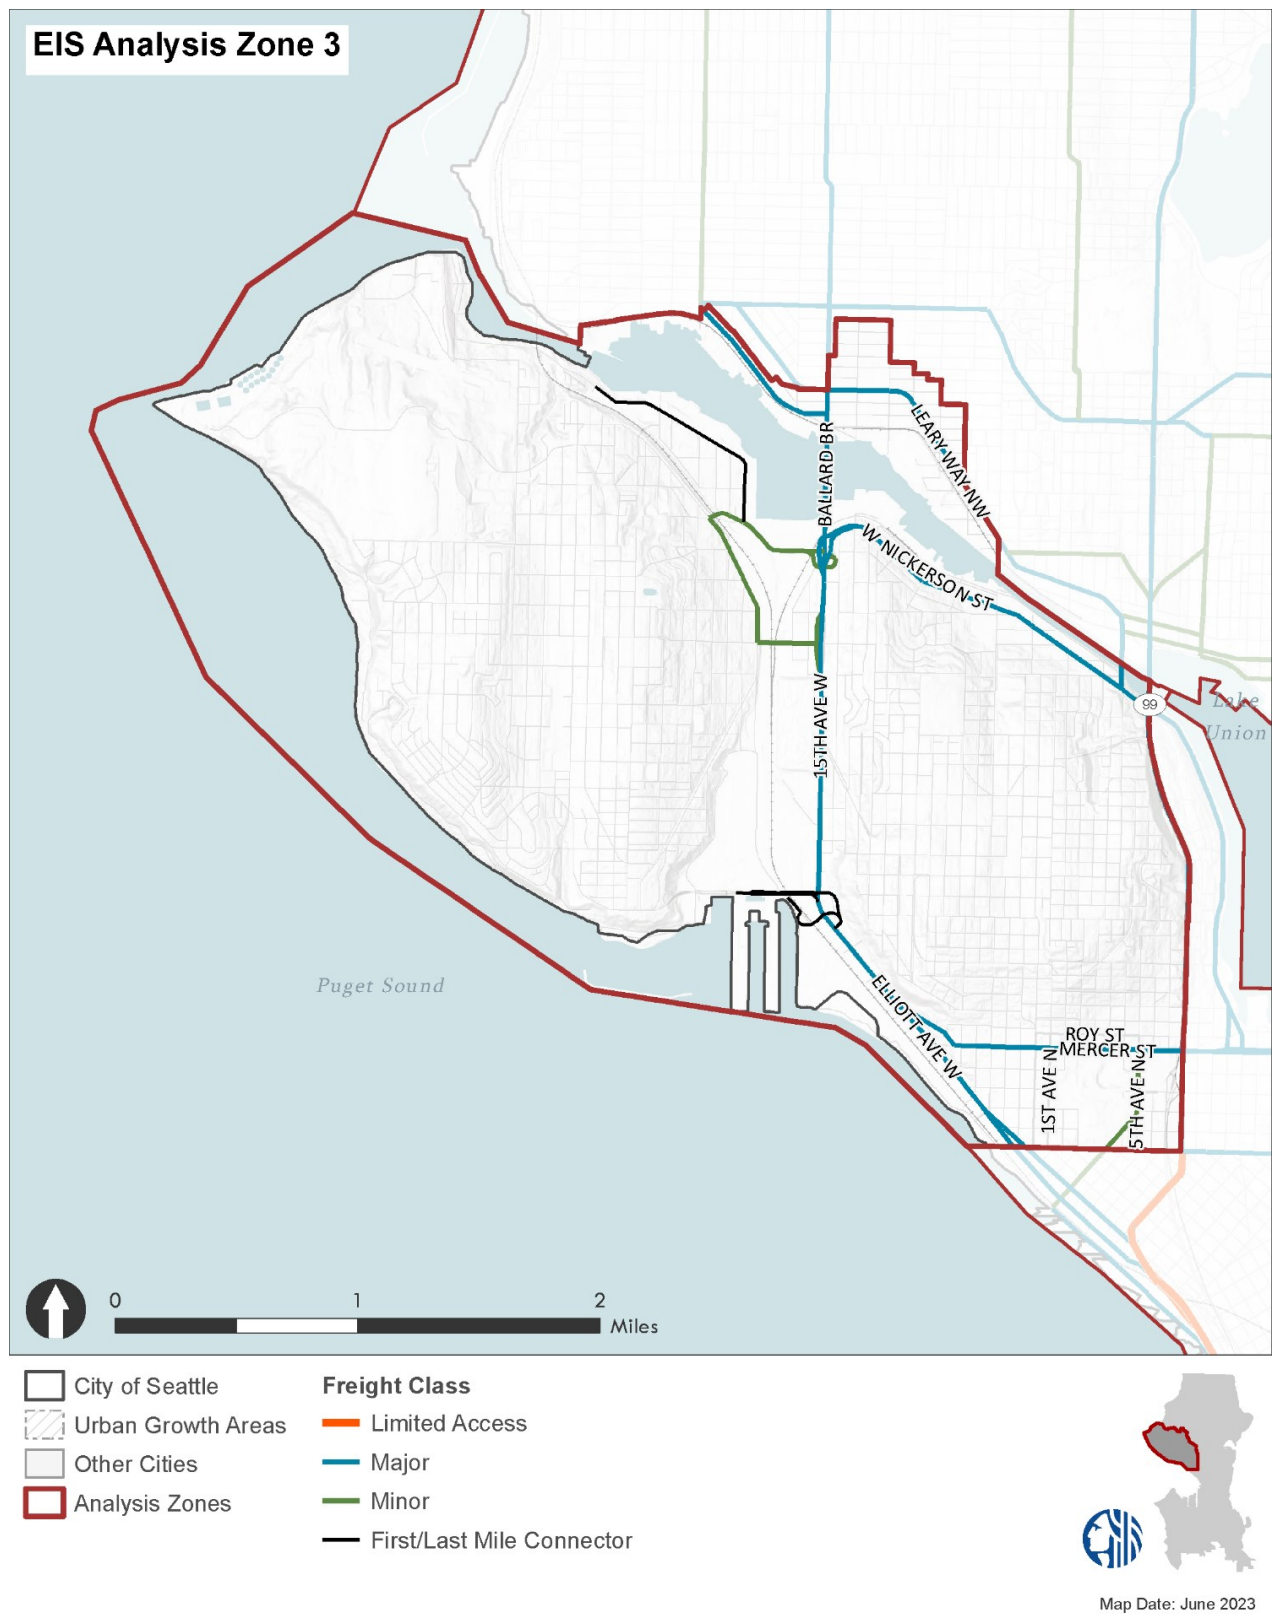 EIS Analysis Zone 3
LEARY WAY NW
BALLARD BR
W NICKERSON ST
15TH AVE W
99
Lake
Union
Puget Sound
ELLIOTT AVE W
ROY ST
MERCER ST
1ST AVE N
5TH AVE N
0 1 2
Miles
City of Seattle
Urban Growth Areas
Other Cities
Analysis Zones
Freight Class
Limited Access
Major
Minor
First/Last Mile Connector
Map Date: June 2023